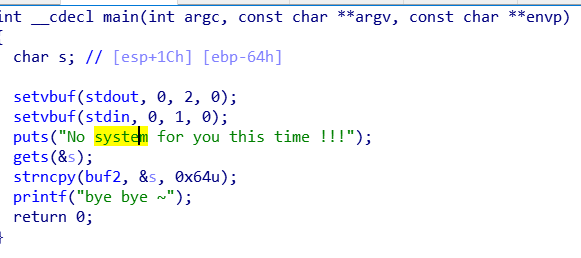 int __cdecl main(int argc, const char **argv, const char **envp)
{
char s; // [esp+1Ch] [ebp-64h]
setvbuf(stdout, 0, 2, 0);
setvbuf(stdin, 0, 1, 0);
puts("No system for you this time !!!");
gets(&s);
strncpy(buf2, &s, 0x64u);
printf("bye bye ~");
return 0;
}